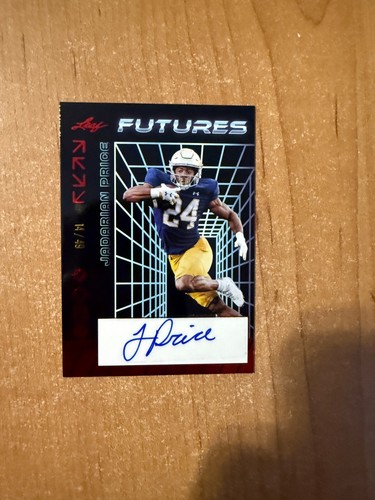 Leaf
FUTURES
JADARIAN PRICE
14/49
24
J Price